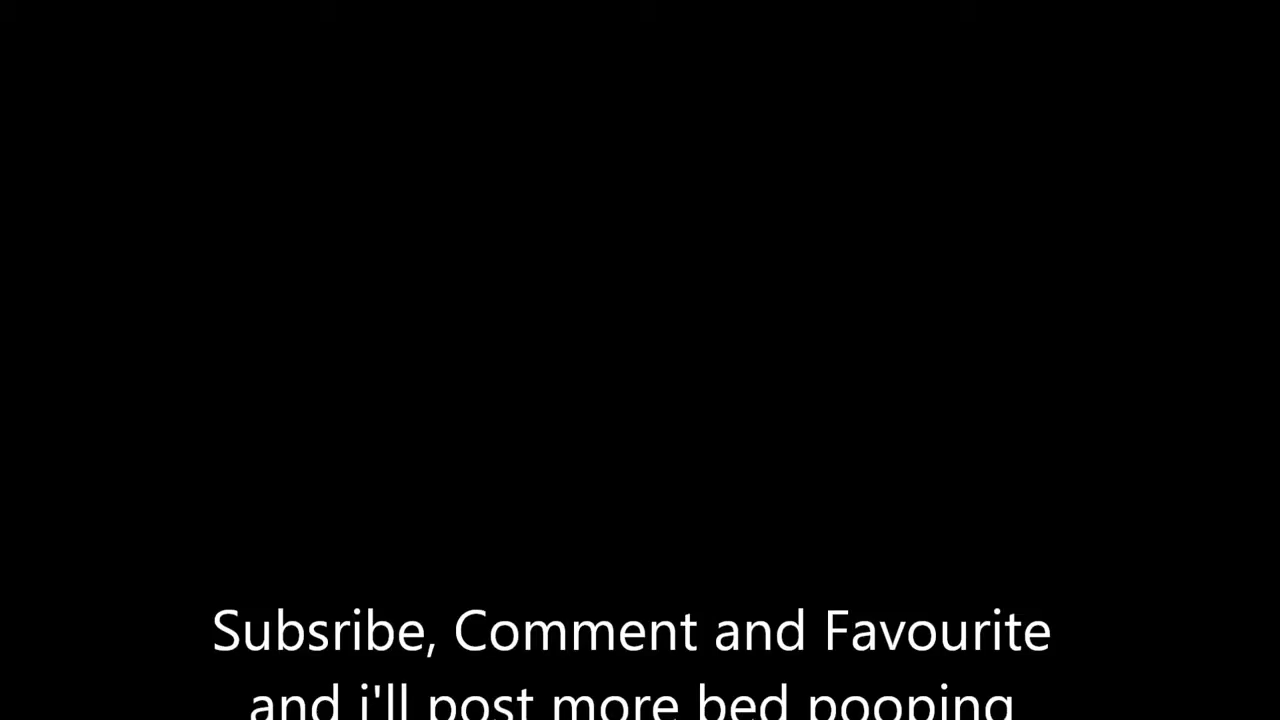 Subsribe, Comment and Favourite
and i'll post more bed pooping